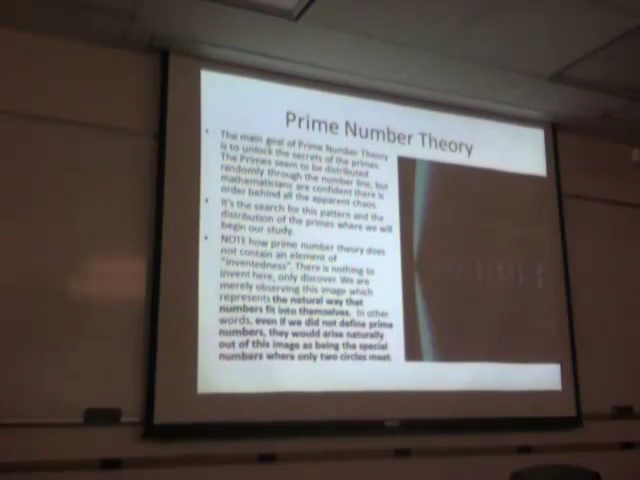 Prime Number Theory
• The main goal of Prime Number Theory
is to unlock the secrets of the primes.
The Primes seem to be distributed
randomly through the number line, but
mathematicians are confident there is
order behind all the apparent chaos.
• It's the search for this pattern and the
distribution of the primes where we will
begin our study.
• NOTE how prime number theory does
not contain an element of
"inventedness". There is nothing to
invent here, only discover. We are
merely observing this image which
represents the natural way that
numbers fit into themselves. In other
words, even if we did not define prime
numbers, they would arise naturally
out of this image as being the special
numbers where only two circles meet.